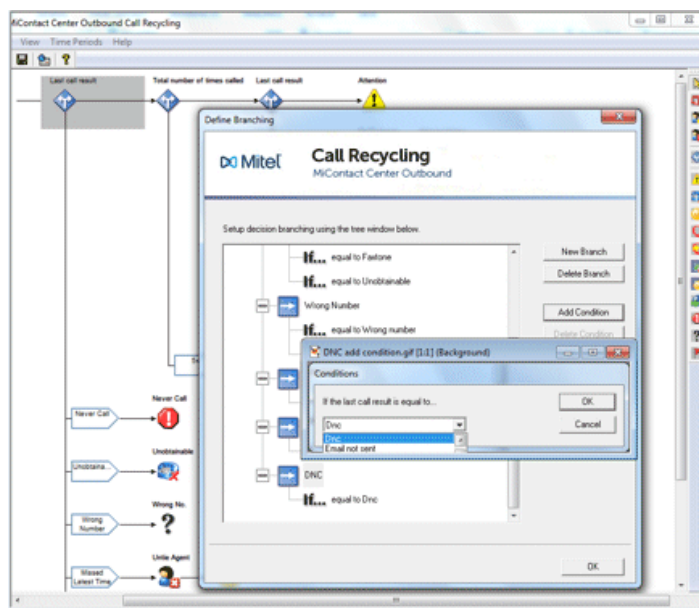 MiContact Center Outbound Call Recycling
View Time Periods Help
Last call result
Total number of times called
Last call result
Attention
Define Branching
Mitel
Call Recycling
MiContact Center Outbound
Setup decision branching using the tree window below.
If... equal to Faxtone
If... equal to Unobtainable
Wrong Number
If... equal to Wrong number
New Branch
Delete Branch
Add Condition
Delete Condition
DNC add condition.gif [1:1] (Background)
Conditions
If the last call result is equal to...
OK
Cancel
Dnc
Dnc
Email not sent
DNC
If... equal to Dnc
OK
Never Call
Never Call
Unobtainable
Unobtaina...
Wrong No.
Wrong
Number
Untie Agent
Missed
Latest Time